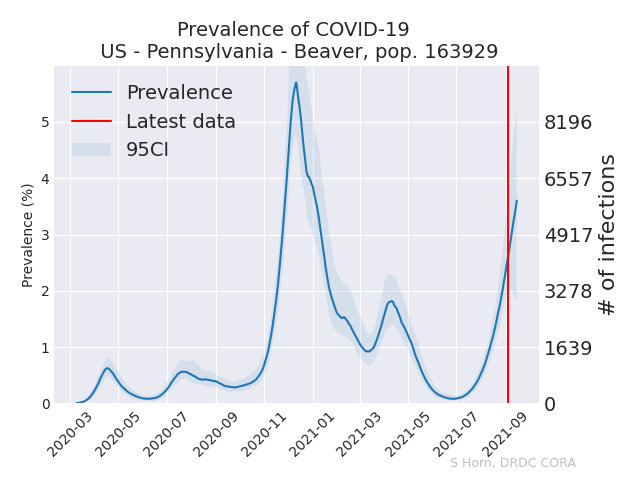 Prevalence of COVID-19
US - Pennsylvania - Beaver, pop. 163929
Prevalence
Latest data
95CI
Prevalence (%)
5
4
3
2
1
0
8196
6557
4917
3278
1639
0
# of infections
2020-03
2020-05
2020-07
2020-09
2020-11
2021-01
2021-03
2021-05
2021-07
2021-09
S Horn, DRDC CORA